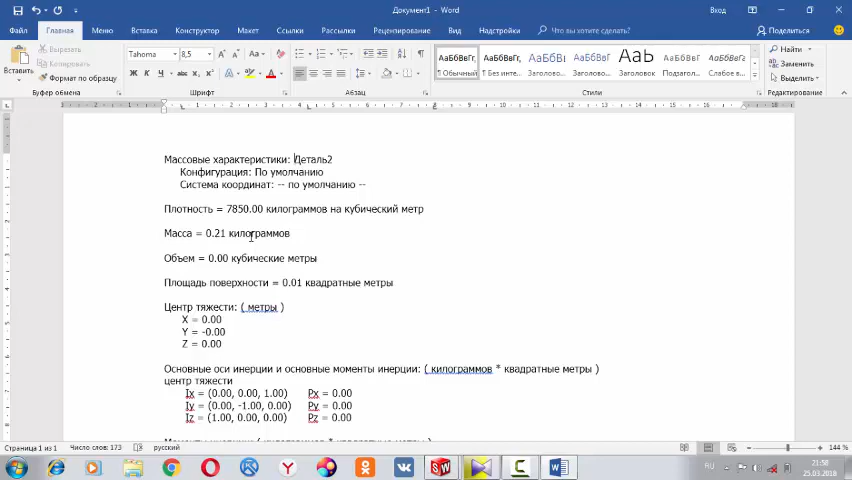 Документ1 - Word
Вход
Файл Главная Меню Вставка Конструктор Макет Ссылки Рассылки Рецензирование Вид Надстройки Что вы хотите сделать? Поделиться
Вставить
Вырезать
Копировать
Формат по образцу
Буфер обмена
Tahoma 8,5
Ж К Ч
Шрифт
Абзац
АаБбВвГг, АаБбВвГг, АаБбВв АаБбВвГ АаЪ АаБбВвГ АаБбВвГг
¶ Обычный ¶ Без инте... Заголово... Заголово... Заголовок Подзагол... Слабое в...
Стили
Найти
Заменить
Выделить
Редактирование
Массовые характеристики: Деталь2
Конфигурация: По умолчанию
Система координат: -- по умолчанию --
Плотность = 7850.00 килограммов на кубический метр
Масса = 0.21 килограммов
Объем = 0.00 кубические метры
Площадь поверхности = 0.01 квадратные метры
Центр тяжести: ( метры )
X = 0.00
Y = -0.00
Z = 0.00
Основные оси инерции и основные моменты инерции: ( килограммов * квадратные метры )
центр тяжести
Ix = (0.00, 0.00, 1.00) Px = 0.00
Iy = (0.00, -1.00, 0.00) Py = 0.00
Iz = (1.00, 0.00, 0.00) Pz = 0.00
Страница 1 из 1 Число слов: 173 русский 144 %
RU 21:58
25.03.2018